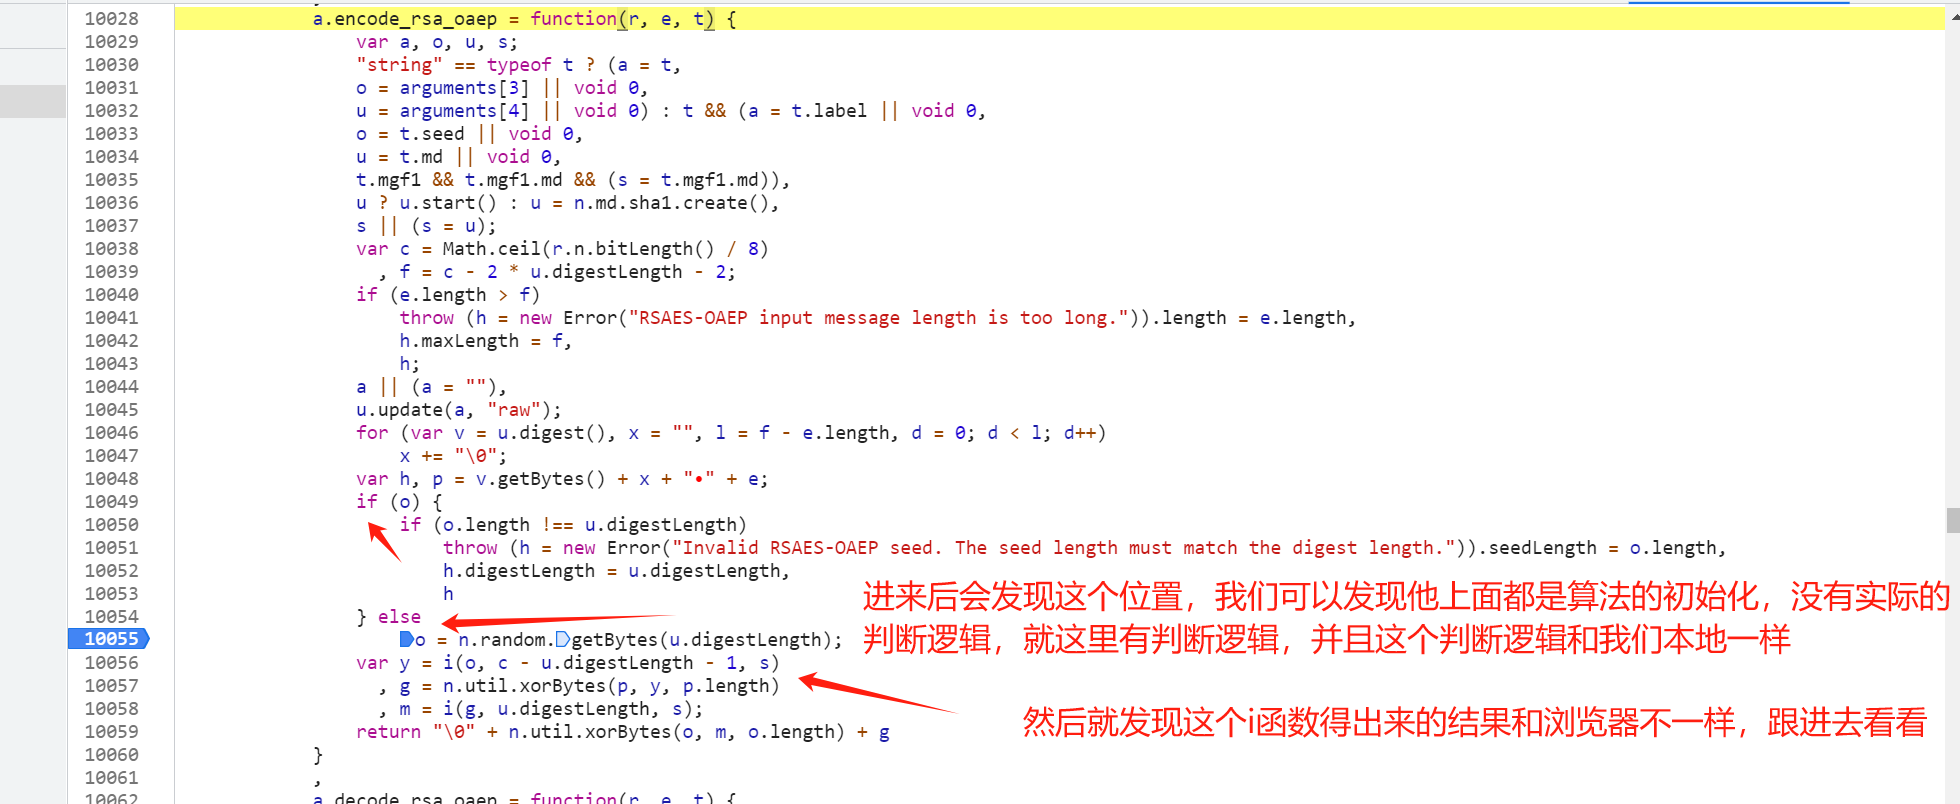 10028 a.encode_rsa_oaep = function(r, e, t) {
10029 var a, o, u, s;
10030 "string" == typeof t ? (a = t,
10031 o = arguments[3] || void 0,
10032 u = arguments[4] || void 0) : t && (a = t.label || void 0,
10033 o = t.seed || void 0,
10034 u = t.md || void 0,
10035 t.mgf1 && t.mgf1.md && (s = t.mgf1.md)),
10036 u ? u.start() : u = n.md.sha1.create(),
10037 s || (s = u);
10038 var c = Math.ceil(r.n.bitLength() / 8)
10039 , f = c - 2 * u.digestLength - 2;
10040 if (e.length > f)
10041 throw (h = new Error("RSAES-OAEP input message length is too long.")).length = e.length,
10042 h.maxLength = f,
10043 h;
10044 a || (a = ""),
10045 u.update(a, "raw");
10046 for (var v = u.digest(), x = "", l = f - e.length, d = 0; d < l; d++)
10047 x += "\0";
10048 var h, p = v.getBytes() + x + "•" + e;
10049 if (o) {
10050 if (o.length !== u.digestLength)
10051 throw (h = new Error("Invalid RSAES-OAEP seed. The seed length must match the digest length.")).seedLength = o.length,
10052 h.digestLength = u.digestLength,
10053 h
10054 } else
10055 o = n.random.getBytes(u.digestLength);
10056 var y = i(o, c - u.digestLength - 1, s)
10057 , g = n.util.xorBytes(p, y, p.length)
10058 , m = i(g, u.digestLength, s);
10059 return "\0" + n.util.xorBytes(o, m, o.length) + g
10060 }
10061 ,
10062 a.decode_rsa_oaep = function(r, e, t) {
进来后会发现这个位置，我们可以发现他上面都是算法的初始化，没有实际的
判断逻辑，就这里有判断逻辑，并且这个判断逻辑和我们本地一样
然后就发现这个i函数得出来的结果和浏览器不一样，跟进去看看